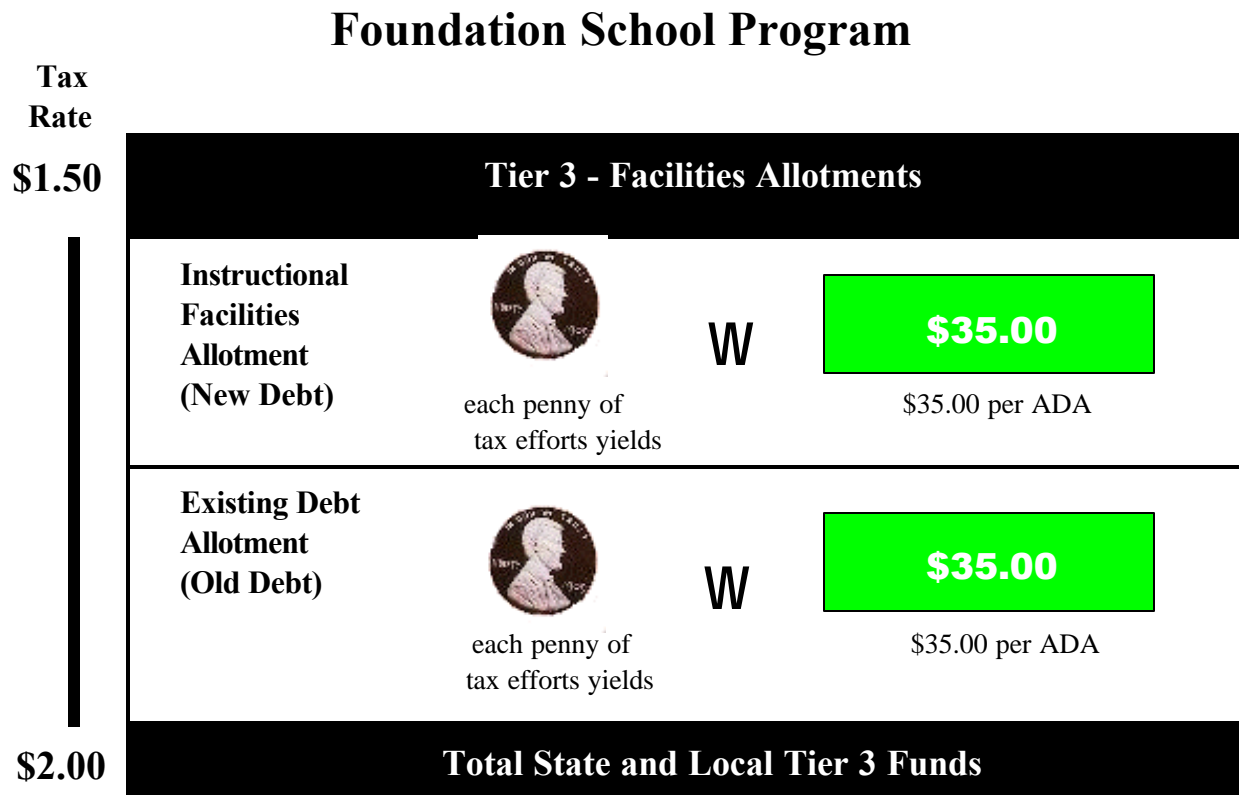 Foundation School Program
Tax
Rate
$1.50
Tier 3 - Facilities Allotments
Instructional
Facilities
Allotment
(New Debt)
each penny of
tax efforts yields
W
$35.00
$35.00 per ADA
Existing Debt
Allotment
(Old Debt)
each penny of
tax efforts yields
W
$35.00
$35.00 per ADA
$2.00
Total State and Local Tier 3 Funds